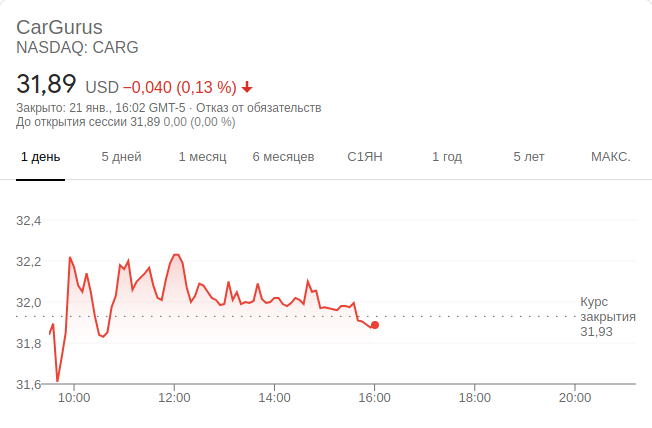 CarGurus
NASDAQ: CARG
31,89 USD −0,040 (0,13 %)
Закрыто: 21 янв., 16:02 GMT-5 · Отказ от обязательств
До открытия сессии 31,89 0,00 (0,00 %)
1 день 5 дней 1 месяц 6 месяцев С1ЯН 1 год 5 лет МАКС.
32,4
32,2
32,0
31,8
31,6
Курс
закрытия
31,93
10:00 12:00 14:00 16:00 18:00 20:00